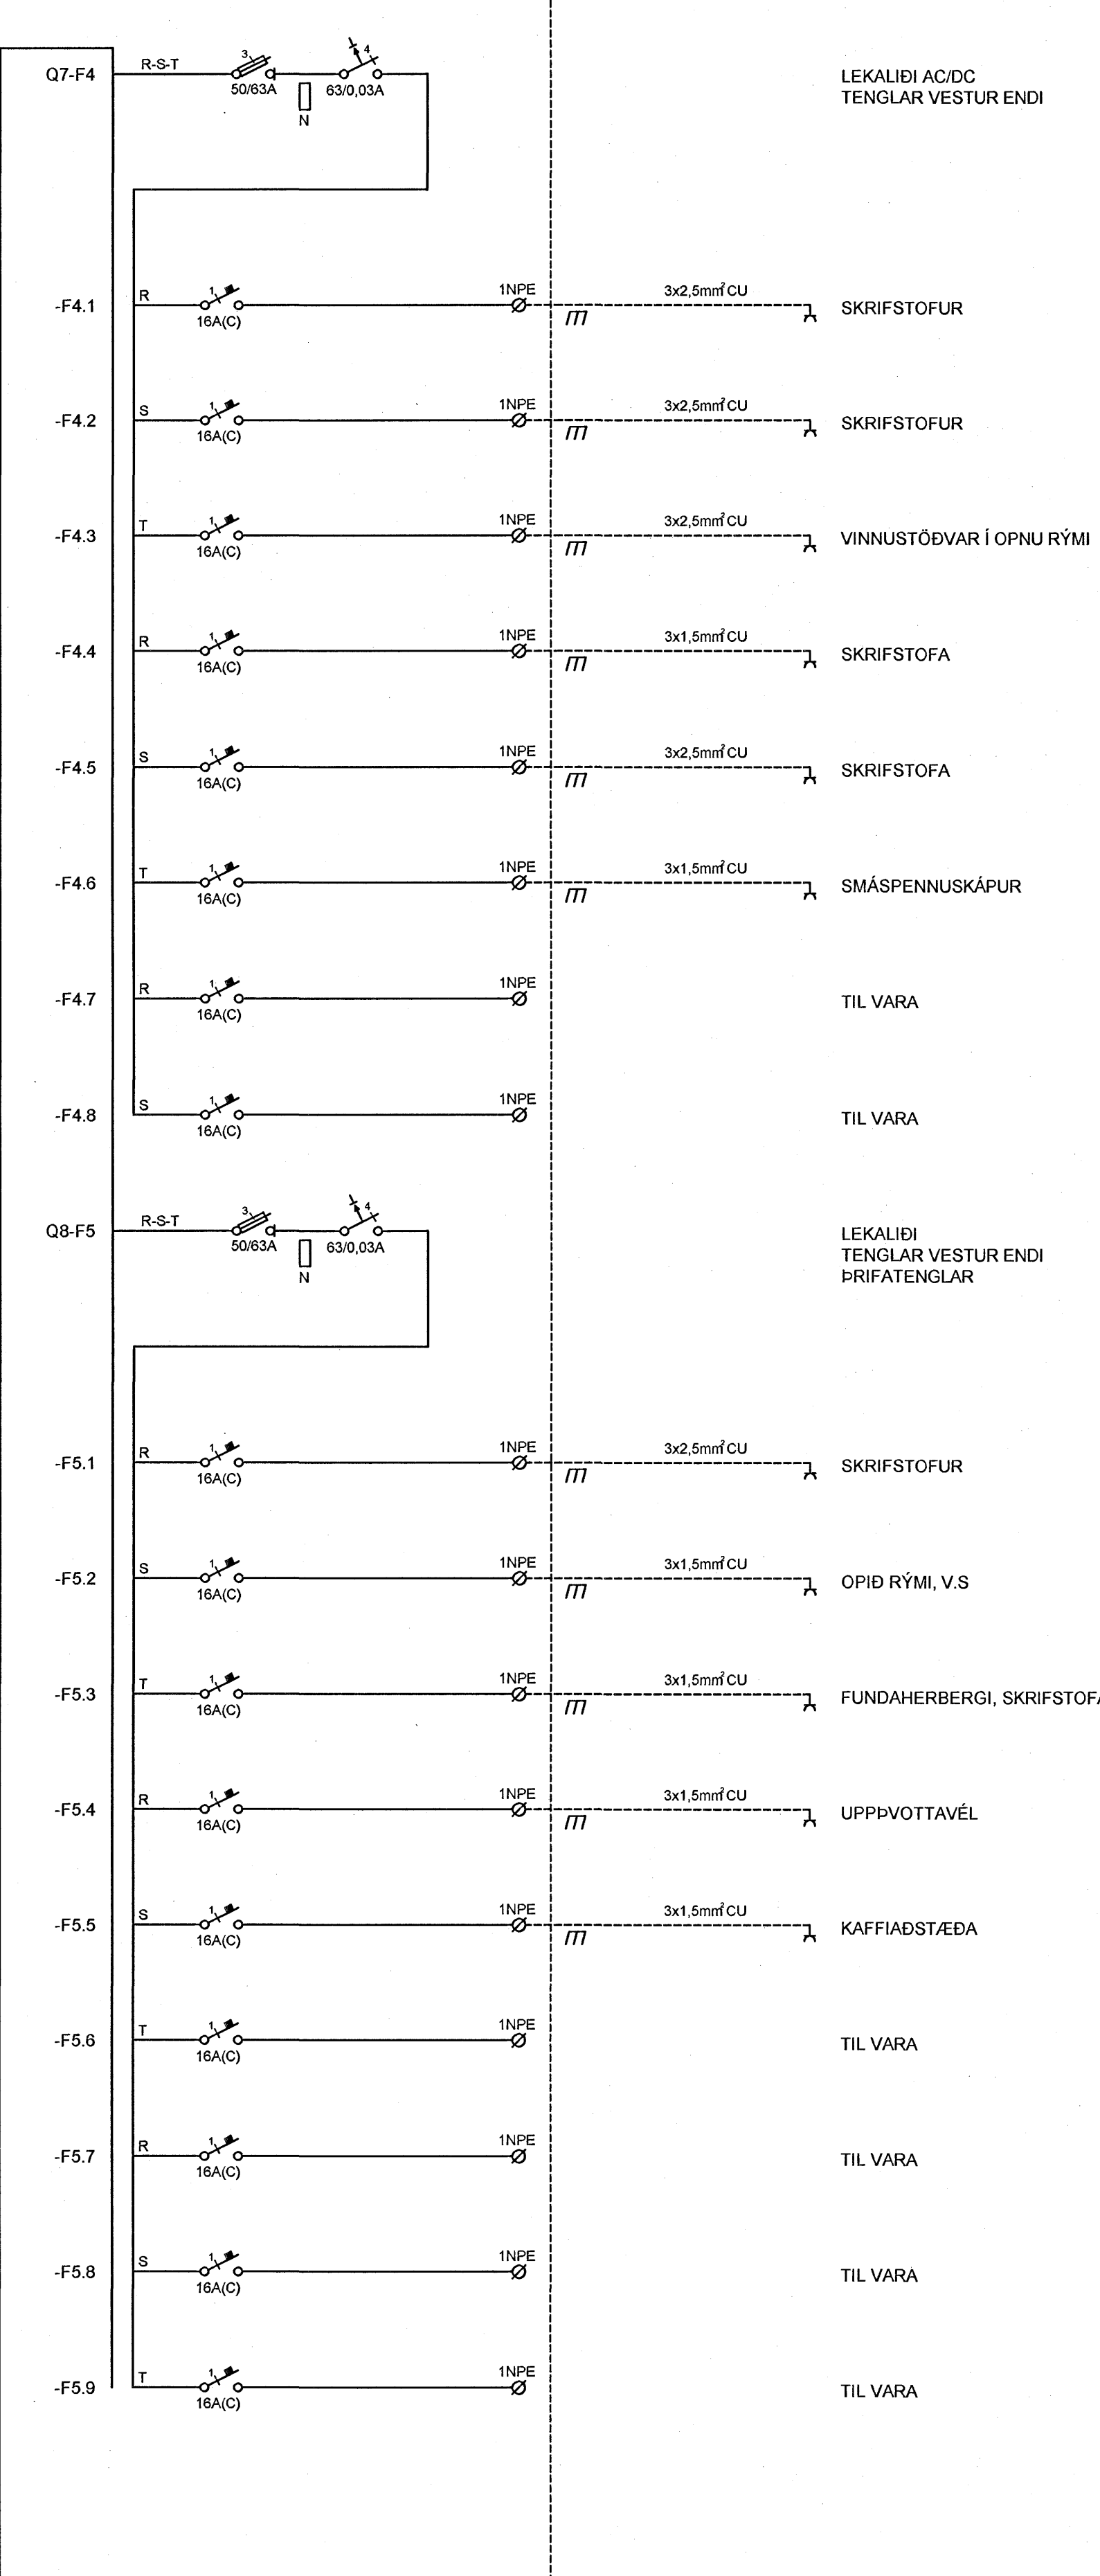 Q7-F4 R-S-T 3 50/63A N 4 63/0,03A LEKALIÐI AC/DC
TENGLAR VESTUR ENDI
-F4.1 R 1 16A(C) 1NPE 3x2,5mm² CU SKRIFSTOFUR
-F4.2 S 1 16A(C) 1NPE 3x2,5mm² CU SKRIFSTOFUR
-F4.3 T 1 16A(C) 1NPE 3x2,5mm² CU VINNUSTÖÐVAR Í OPNU RÝMI
-F4.4 R 1 16A(C) 1NPE 3x1,5mm² CU SKRIFSTOFA
-F4.5 S 1 16A(C) 1NPE 3x2,5mm² CU SKRIFSTOFA
-F4.6 T 1 16A(C) 1NPE 3x1,5mm² CU SMÁSPENNUSKÁPUR
-F4.7 R 1 16A(C) 1NPE TIL VARA
-F4.8 S 1 16A(C) 1NPE TIL VARA
Q8-F5 R-S-T 3 50/63A N 4 63/0,03A LEKALIÐI
TENGLAR VESTUR ENDI
ÞRIFATENGLAR
-F5.1 R 1 16A(C) 1NPE 3x2,5mm² CU SKRIFSTOFUR
-F5.2 S 1 16A(C) 1NPE 3x1,5mm² CU OPIÐ RÝMI, V.S
-F5.3 T 1 16A(C) 1NPE 3x1,5mm² CU FUNDAHERBERGI, SKRIFSTOFA
-F5.4 R 1 16A(C) 1NPE 3x1,5mm² CU UPPÞVOTTAVÉL
-F5.5 S 1 16A(C) 1NPE 3x1,5mm² CU KAFFIAÐSTÆÐA
-F5.6 T 1 16A(C) 1NPE TIL VARA
-F5.7 R 1 16A(C) 1NPE TIL VARA
-F5.8 S 1 16A(C) 1NPE TIL VARA
-F5.9 T 1 16A(C) 1NPE TIL VARA